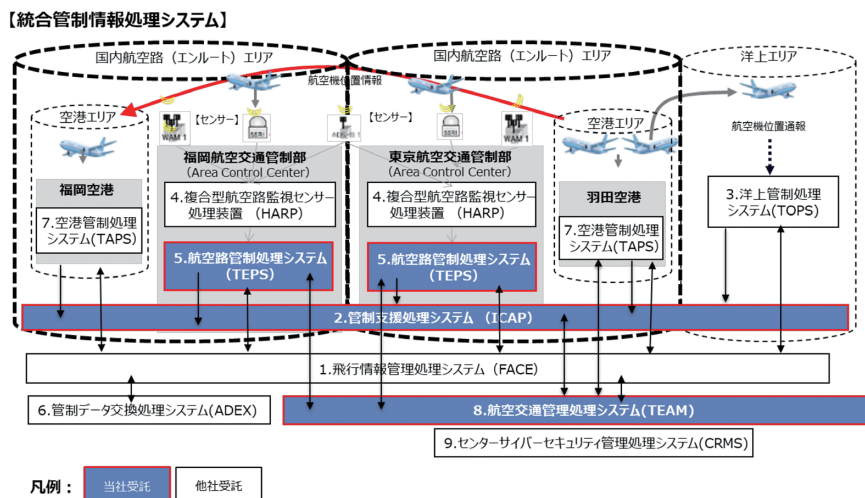 【統合管制情報処理システム】
国内航空路（エンルート）エリア
国内航空路（エンルート）エリア
洋上エリア
航空機位置情報
空港エリア
【センサー】
【センサー】
空港エリア
WAM 1
SSR1
ADS-B 1
SSR1
WAM 1
航空機位置通報
福岡航空交通管制部
(Area Control Center)
東京航空交通管制部
(Area Control Center)
福岡空港
羽田空港
4.複合型航空路監視センサー
処理装置 （HARP）
4.複合型航空路監視センサー
処理装置 （HARP）
3.洋上管制処理
システム(TOPS)
7.空港管制処理
システム(TAPS)
7.空港管制処理
システム(TAPS)
5.航空路管制処理システム
(TEPS)
5.航空路管制処理システム
(TEPS)
2.管制支援処理システム （ICAP）
1.飛行情報管理処理システム（FACE）
6.管制データ交換処理システム(ADEX)
8.航空交通管理処理システム(TEAM)
9.センターサイバーセキュリティ管理処理システム(CRMS)
凡例：
当社受託
他社受託